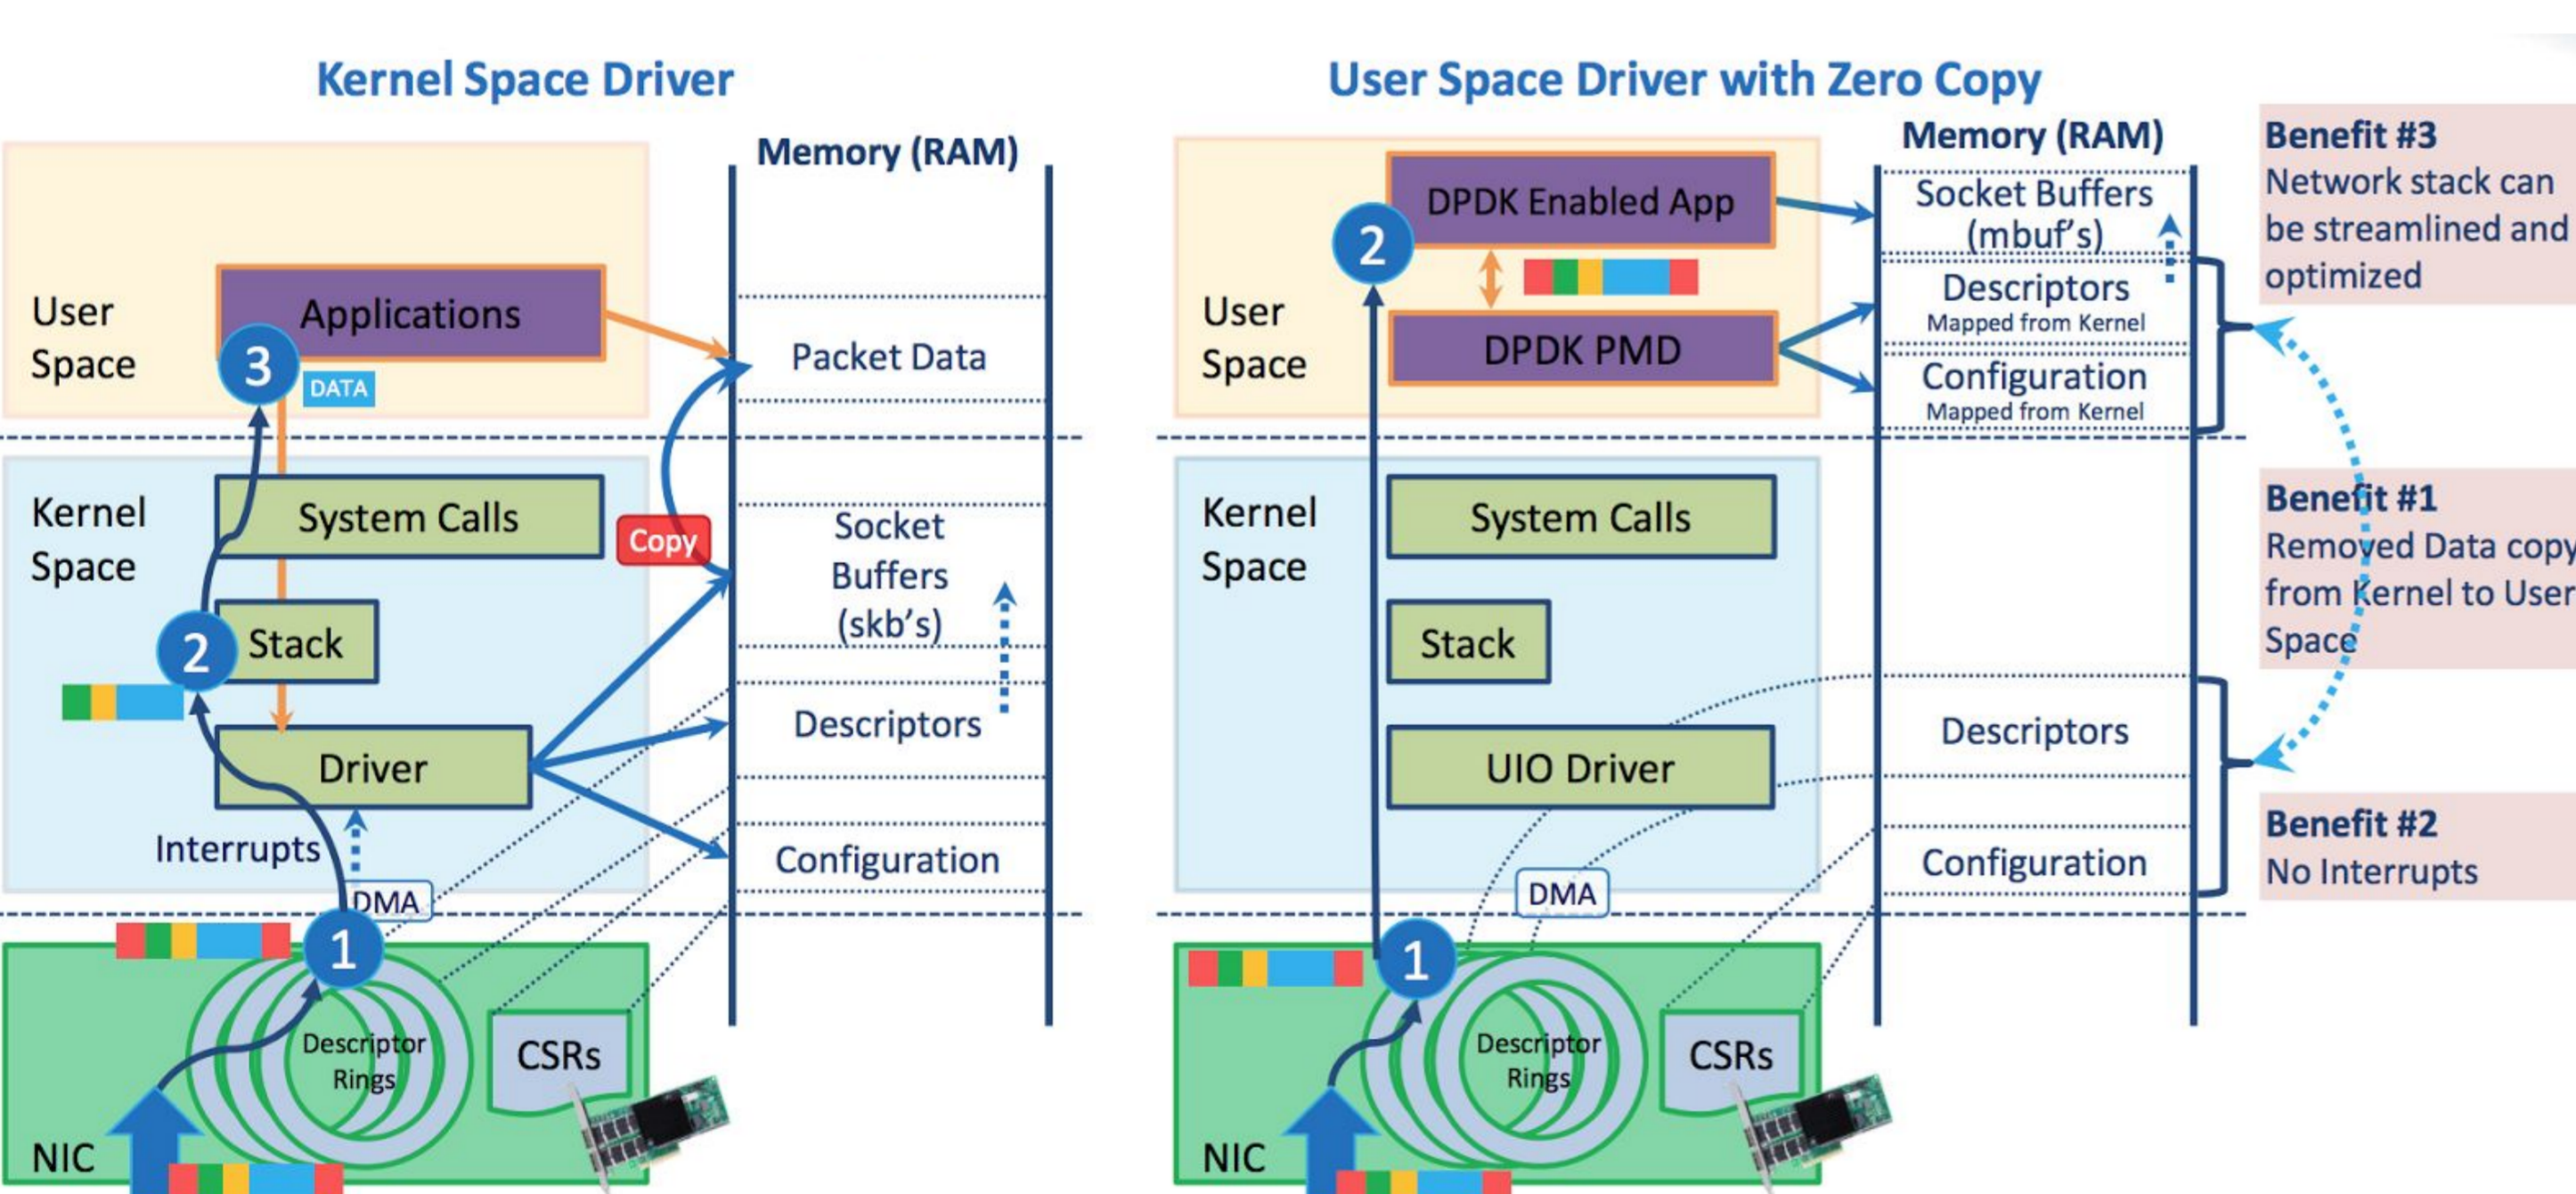 Kernel Space Driver
Memory (RAM)
User
Space
Applications
3
DATA
Packet Data
Kernel
Space
System Calls
Copy
Socket
Buffers
(skb's)
2
Stack
Descriptors
Driver
Interrupts
Configuration
DMA
1
Descriptor
Rings
CSRs
NIC
User Space Driver with Zero Copy
Memory (RAM)
DPDK Enabled App
2
Socket Buffers
(mbuf's)
User
Space
DPDK PMD
Descriptors
Mapped from Kernel
Configuration
Mapped from Kernel
Kernel
Space
System Calls
Stack
UIO Driver
Descriptors
Configuration
DMA
1
Descriptor
Rings
CSRs
NIC
Benefit #3
Network stack can
be streamlined and
optimized
Benefit #1
Removed Data copy
from Kernel to User
Space
Benefit #2
No Interrupts